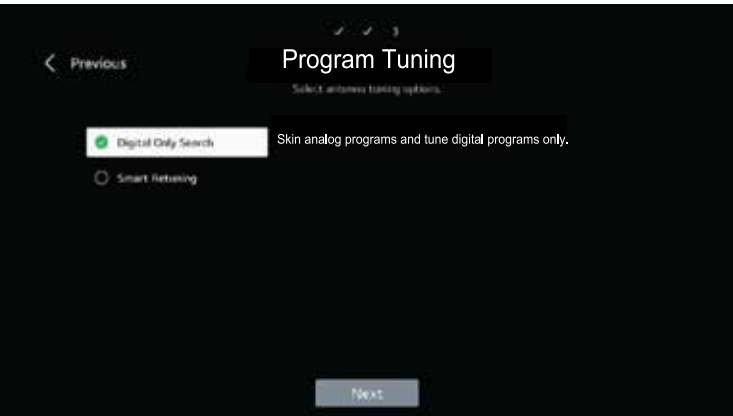 ✓ ✓ 3
Previous
Program Tuning
Select antenna tuning options.
Digital Only Search
Skin analog programs and tune digital programs only.
Smart Retuning
Next